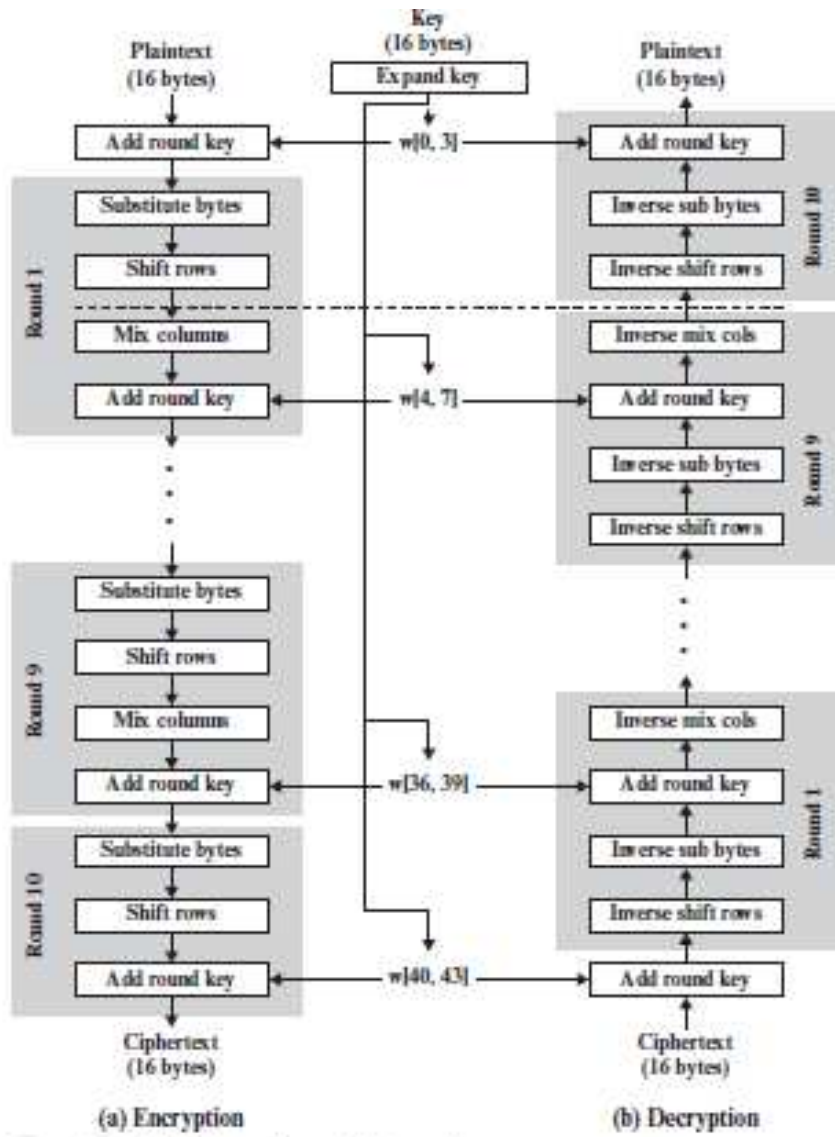 Key
(16 bytes)
Expand key
Plaintext
(16 bytes)
Add round key
Substitute bytes
Shift rows
Mix columns
Add round key
Round 1
.
.
.
Substitute bytes
Shift rows
Mix columns
Add round key
Round 9
Substitute bytes
Shift rows
Add round key
Round 10
Ciphertext
(16 bytes)
(a) Encryption
w[0, 3]
w[4, 7]
w[36, 39]
w[40, 43]
Plaintext
(16 bytes)
Add round key
Inverse sub bytes
Inverse shift rows
Round 10
Inverse mix cols
Add round key
Inverse sub bytes
Inverse shift rows
Round 9
.
.
.
Inverse mix cols
Add round key
Inverse sub bytes
Inverse shift rows
Round 1
Add round key
Ciphertext
(16 bytes)
(b) Decryption